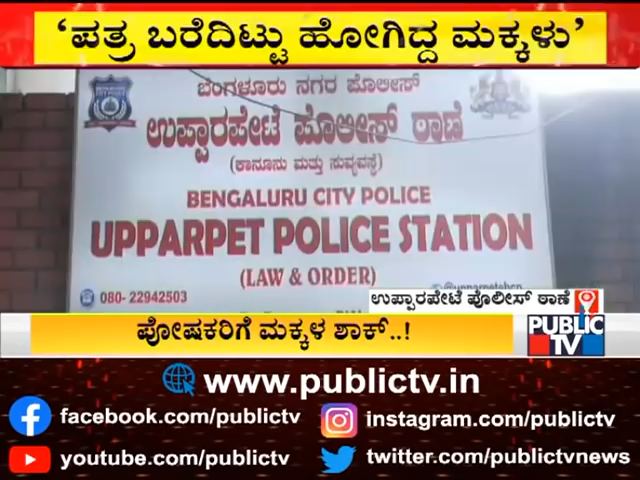 ‘ಪತ್ರ ಬರೆದಿಟ್ಟು ಹೋಗಿದ್ದ ಮಕ್ಕಳು’
ಬೆಂಗಳೂರು ನಗರ ಪೊಲೀಸ್
ಉಪ್ಪಾರಪೇಟೆ ಪೊಲೀಸ್ ಠಾಣೆ
(ಕಾನೂನು ಮತ್ತು ಸುವ್ಯವಸ್ಥೆ)
BENGALURU CITY POLICE
UPPARPET POLICE STATION
(LAW & ORDER)
080- 22942503
ಉಪ್ಪಾರಪೇಟೆ ಪೊಲೀಸ್ ಠಾಣೆ
ಪೋಷಕರಿಗೆ ಮಕ್ಕಳ ಶಾಕ್..!
PUBLIC
TV
www.publictv.in
facebook.com/publictv
instagram.com/publictv
youtube.com/publictv
twitter.com/publictvnews